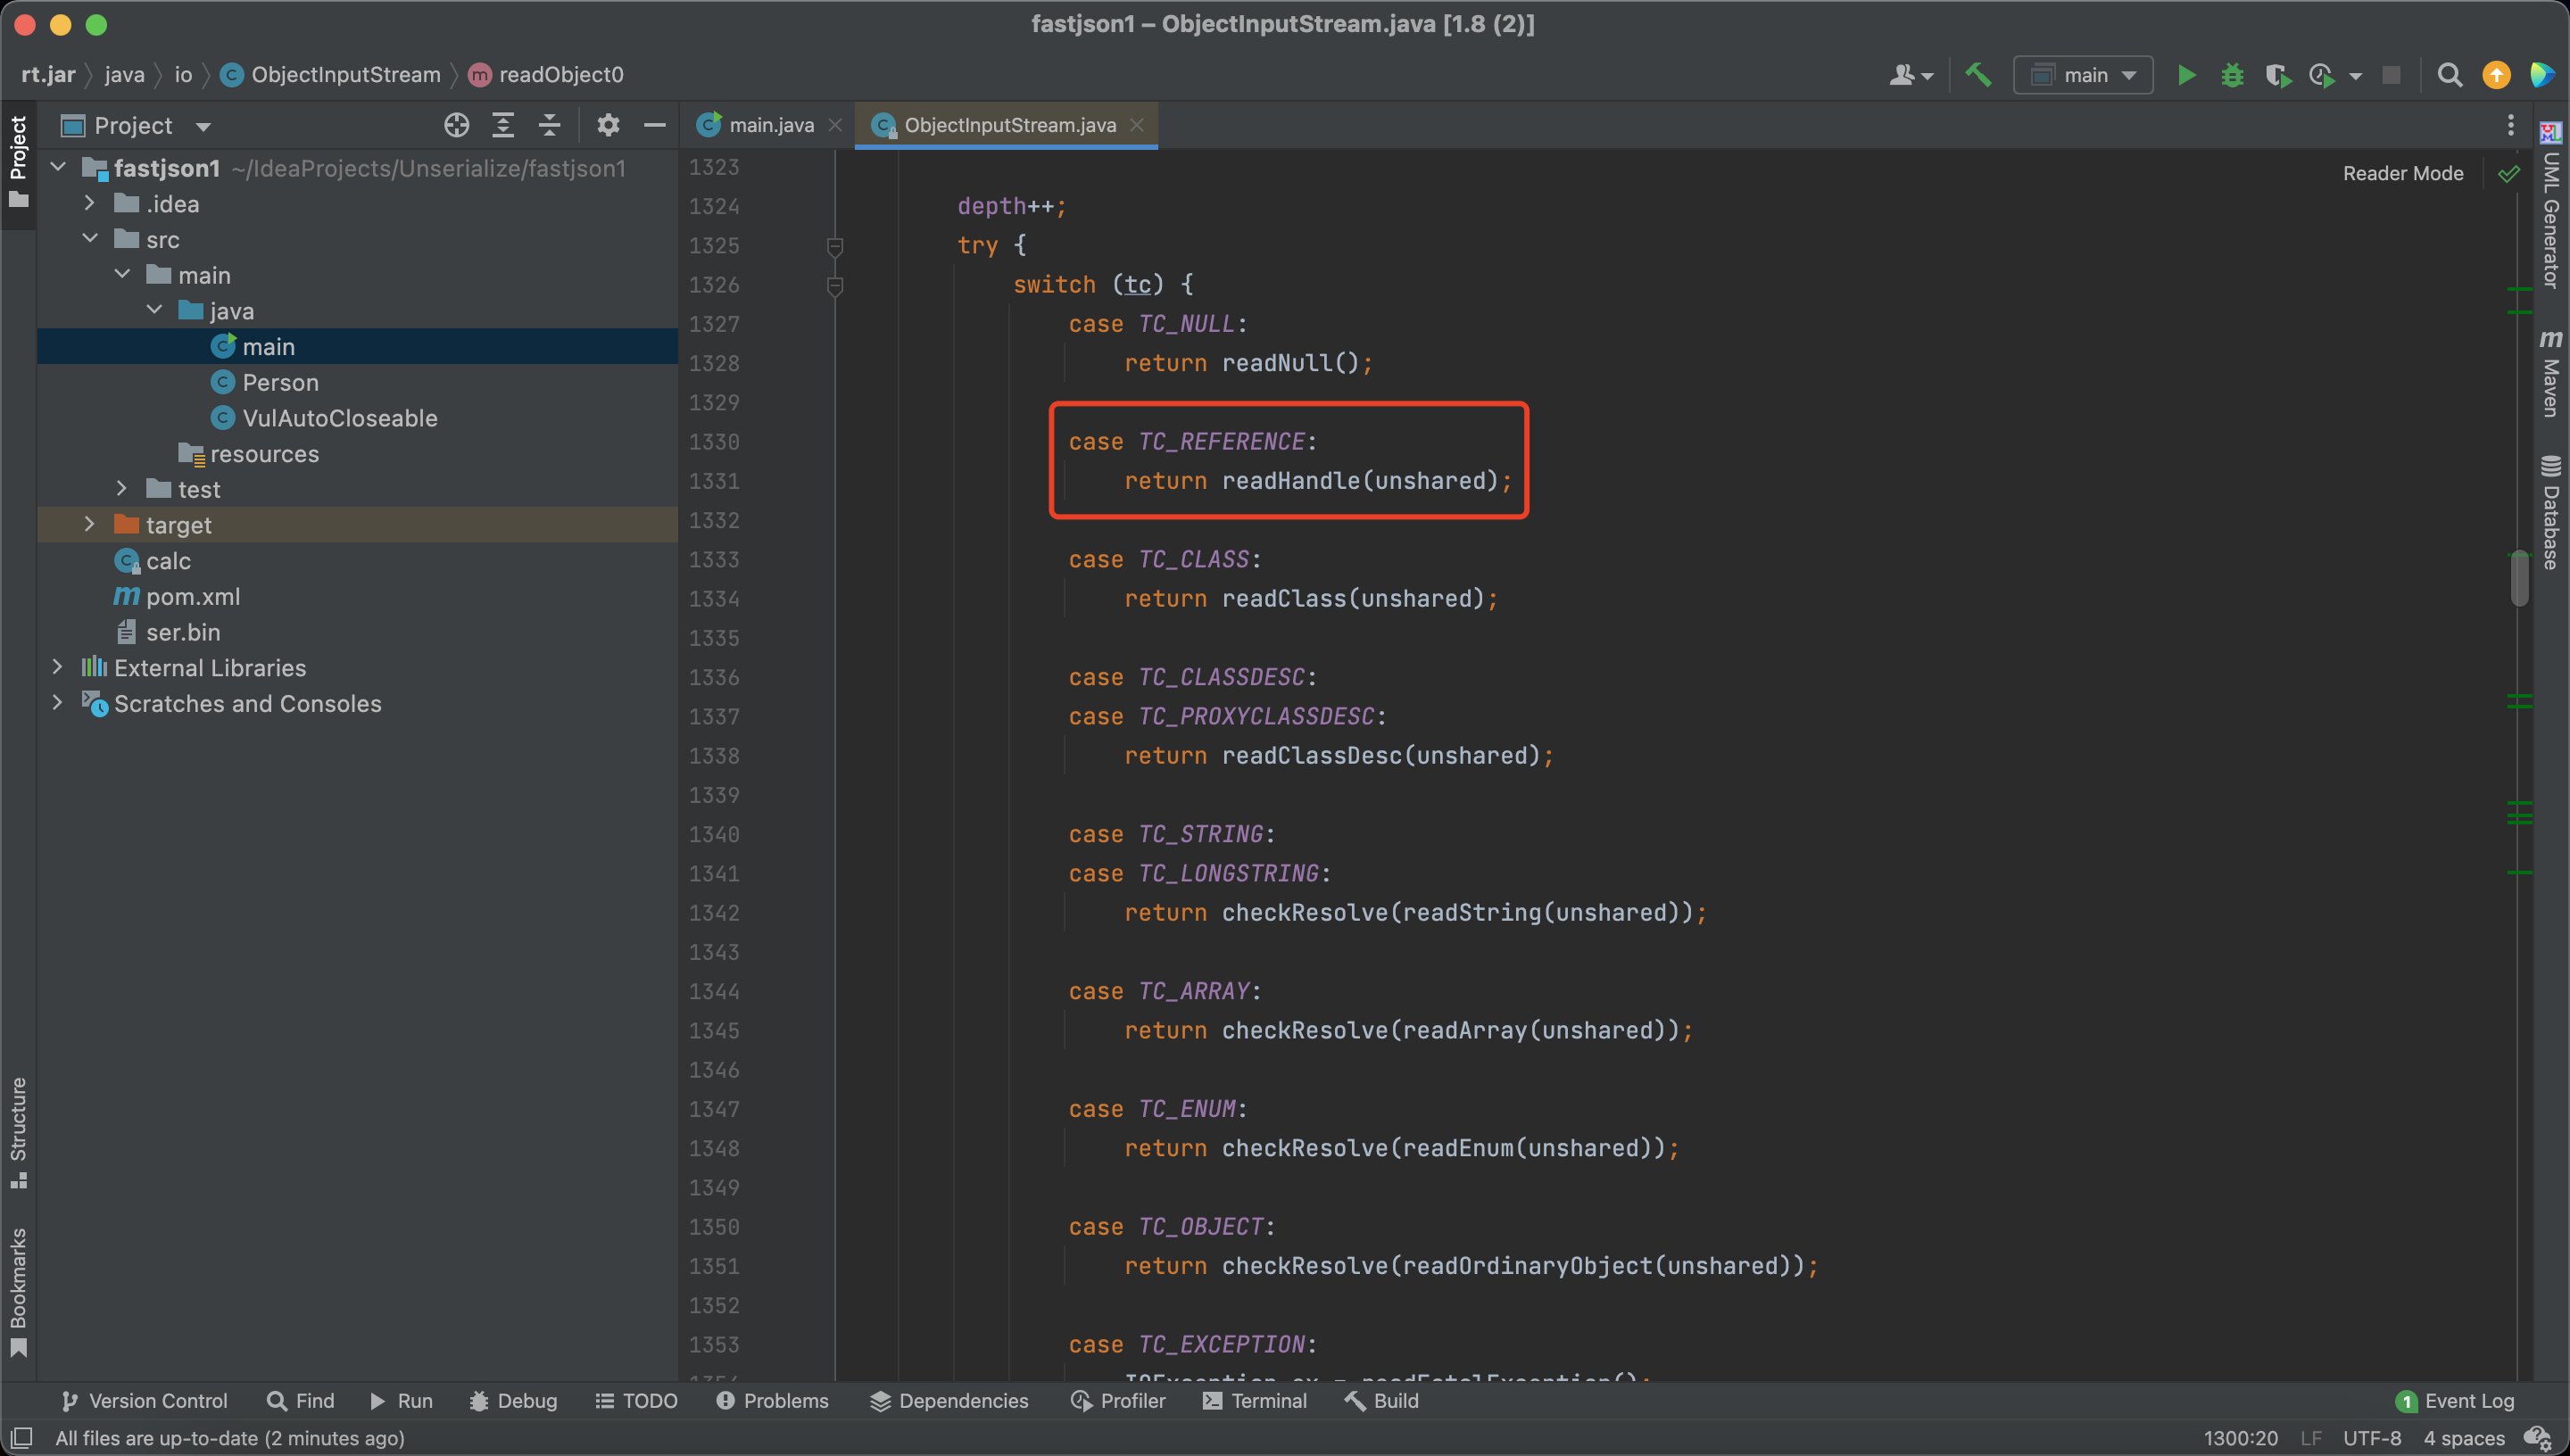 fastjson1 – ObjectInputStream.java [1.8 (2)]
rt.jar java io ObjectInputStream readObject0
main
Project
main.java
ObjectInputStream.java
Reader Mode
Project
fastjson1 ~/IdeaProjects/Unserialize/fastjson1
.idea
src
main
java
main
Person
VulAutoCloseable
resources
test
target
calc
pom.xml
ser.bin
External Libraries
Scratches and Consoles
Structure
Bookmarks
1323
1324 depth++;
1325 try {
1326 switch (tc) {
1327 case TC_NULL:
1328 return readNull();
1329
1330 case TC_REFERENCE:
1331 return readHandle(unshared);
1332
1333 case TC_CLASS:
1334 return readClass(unshared);
1335
1336 case TC_CLASSDESC:
1337 case TC_PROXYCLASSDESC:
1338 return readClassDesc(unshared);
1339
1340 case TC_STRING:
1341 case TC_LONGSTRING:
1342 return checkResolve(readString(unshared));
1343
1344 case TC_ARRAY:
1345 return checkResolve(readArray(unshared));
1346
1347 case TC_ENUM:
1348 return checkResolve(readEnum(unshared));
1349
1350 case TC_OBJECT:
1351 return checkResolve(readOrdinaryObject(unshared));
1352
1353 case TC_EXCEPTION:
UML Generator
m Maven
Database
Version Control Find Run Debug TODO Problems Dependencies Profiler Terminal Build 1 Event Log
All files are up-to-date (2 minutes ago) 1300:20 LF UTF-8 4 spaces